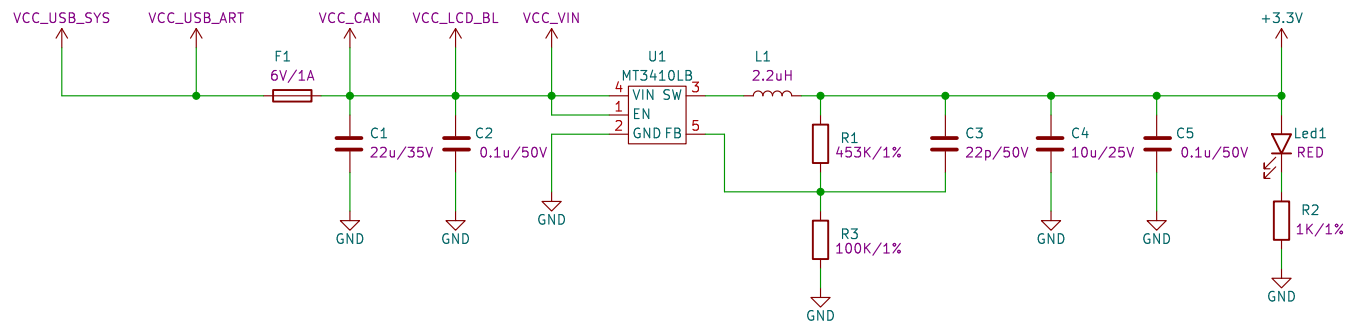 VCC_USB_SYS
VCC_USB_ART
VCC_CAN
VCC_LCD_BL
VCC_VIN
+3.3V
F1
6V/1A
U1
MT3410LB
L1
2.2uH
4
VIN
SW
3
1
EN
2
GND
FB
5
C1
22u/35V
C2
0.1u/50V
R1
453K/1%
C3
22p/50V
C4
10u/25V
C5
0.1u/50V
Led1
RED
GND
R2
1K/1%
R3
100K/1%
GND
GND
GND
GND
GND
GND